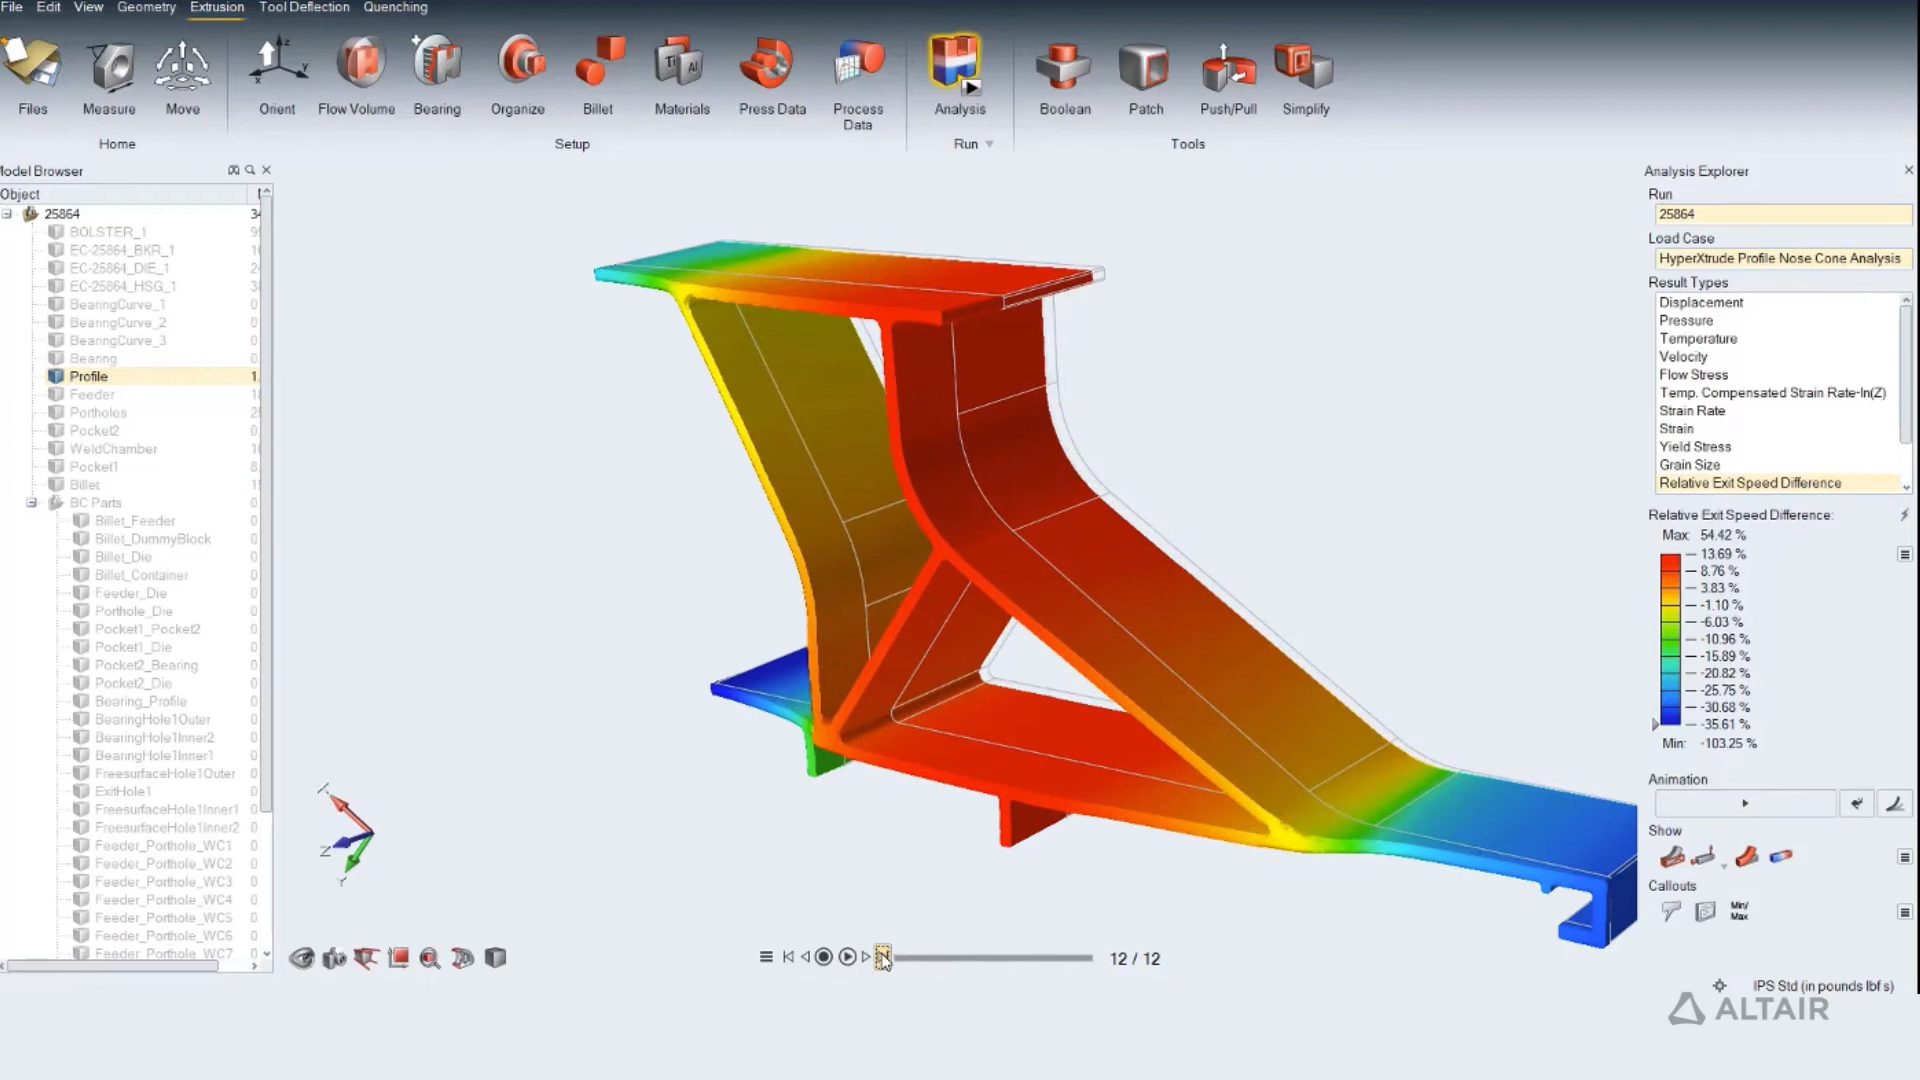 File Edit View Geometry Extrusion Tool Deflection Quenching
Files Measure Move Orient Flow Volume Bearing Organize Billet Materials Press Data Process Data Analysis Boolean Patch Push/Pull Simplify
Home Setup Run Tools
Model Browser
Object
25864
BOLSTER_1
EC-25864_BKR_1
EC-25864_DIE_1
EC-25864_HSG_1
BearingCurve_1
BearingCurve_2
BearingCurve_3
Bearing
Profile
Feeder
Portholes
Pocket2
WeldChamber
Pocket1
Billet
BC Parts
Billet_Feeder
Billet_DummyBlock
Billet_Die
Billet_Container
Feeder_Die
Porthole_Die
Pocket1_Pocket2
Pocket1_Die
Pocket2_Bearing
Pocket2_Die
Bearing_Profile
BearingHole1Outer
BearingHole1Inner2
BearingHole1Inner1
FreesurfaceHole1Outer
ExitHole1
FreesurfaceHole1Inner1
FreesurfaceHole1Inner2
Feeder_Porthole_WC1
Feeder_Porthole_WC2
Feeder_Porthole_WC3
Feeder_Porthole_WC4
Feeder_Porthole_WC5
Feeder_Porthole_WC6
Feeder_Porthole_WC7
X
Z
Y
12 / 12
Analysis Explorer
Run
25864
Load Case
HyperXtrude Profile Nose Cone Analysis
Result Types
Displacement
Pressure
Temperature
Velocity
Flow Stress
Temp. Compensated Strain Rate-ln(Z)
Strain Rate
Strain
Yield Stress
Grain Size
Relative Exit Speed Difference
Relative Exit Speed Difference:
Max: 54.42 %
13.69 %
8.76 %
3.83 %
-1.10 %
-6.03 %
-10.96 %
-15.89 %
-20.82 %
-25.75 %
-30.68 %
-35.61 %
Min: -103.25 %
Animation
Show
Callouts
Min/
Max
IPS Std (in pounds lbf s)
ALTAIR